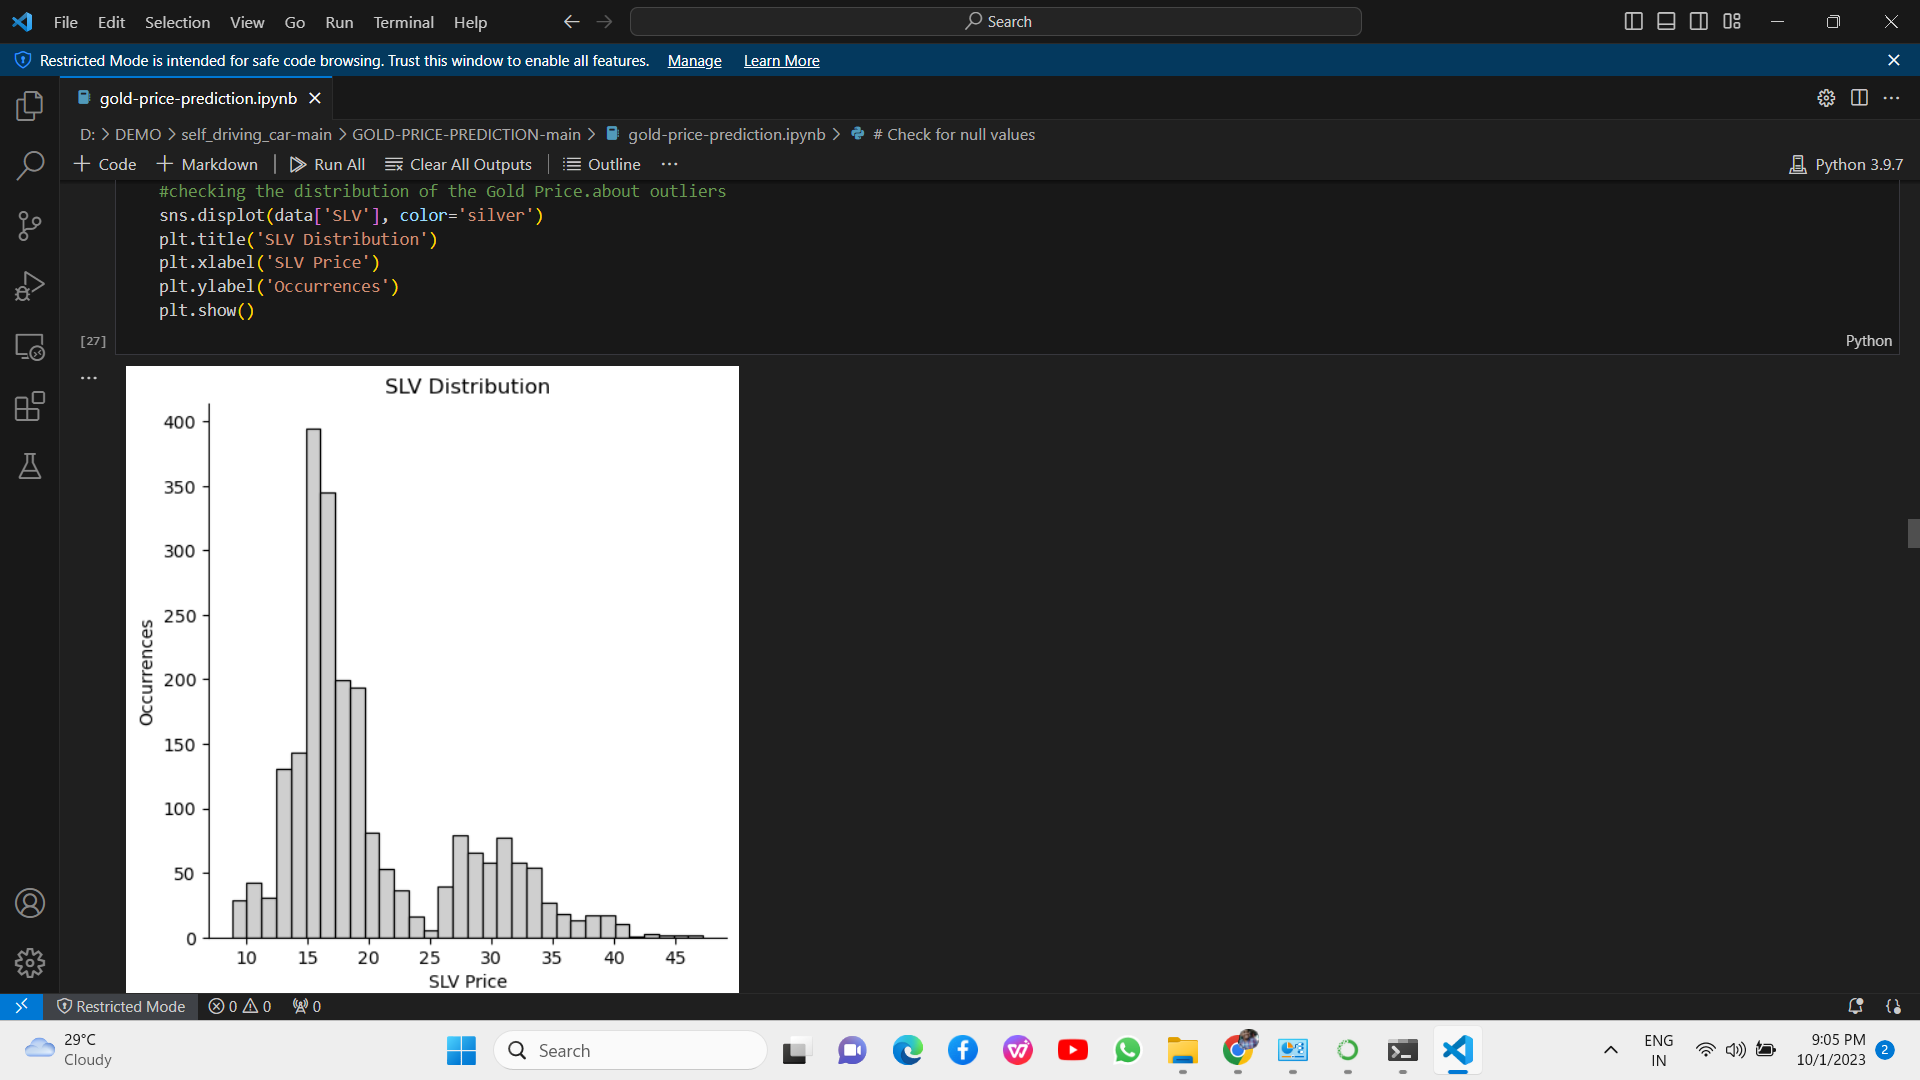 File Edit Selection View Go Run Terminal Help Search
Restricted Mode is intended for safe code browsing. Trust this window to enable all features. Manage Learn More
gold-price-prediction.ipynb
D: > DEMO > self_driving_car-main > GOLD-PRICE-PREDICTION-main > gold-price-prediction.ipynb > # Check for null values
+ Code + Markdown Run All Clear All Outputs Outline ... Python 3.9.7
#checking the distribution of the Gold Price.about outliers
sns.displot(data['SLV'], color='silver')
plt.title('SLV Distribution')
plt.xlabel('SLV Price')
plt.ylabel('Occurrences')
plt.show()
[27] Python
...
SLV Distribution
400
350
300
250
200
150
100
50
0
Occurrences
10 15 20 25 30 35 40 45
SLV Price
Restricted Mode 0 0 0
29°C
Cloudy
Search
ENG
IN
9:05 PM
10/1/2023
2